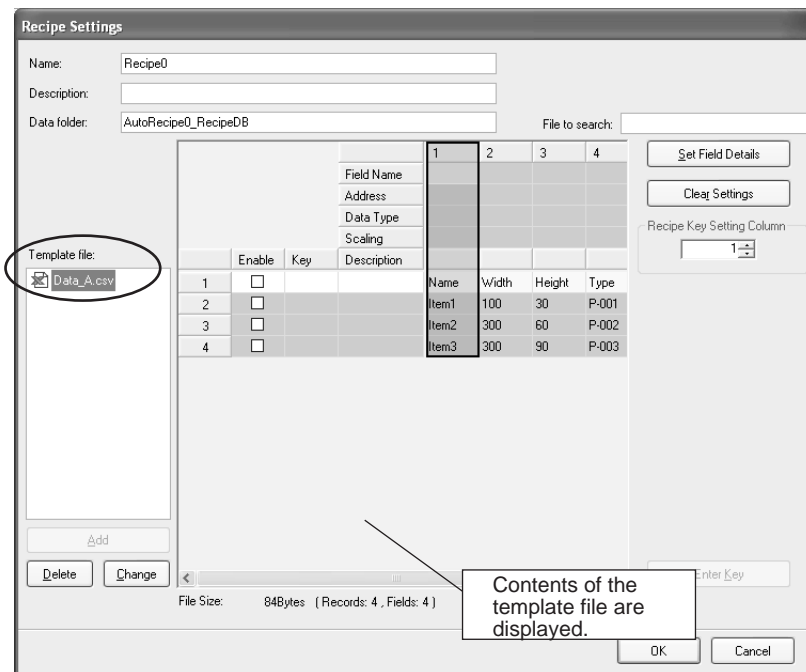 Recipe Settings
Name: Recipe0
Description:
Data folder: AutoRecipe0_RecipeDB
File to search:
1 2 3 4
Field Name
Address
Data Type
Scaling
Enable Key Description
1 Name Width Height Type
2 Item1 100 30 P-001
3 Item2 300 60 P-002
4 Item3 300 90 P-003
Template file:
Data_A.csv
Set Field Details
Clear Settings
Recipe Key Setting Column
1
Add
Delete Change
File Size: 84Bytes ( Records: 4 , Fields: 4 )
Contents of the
template file are
displayed.
Enter Key
OK Cancel